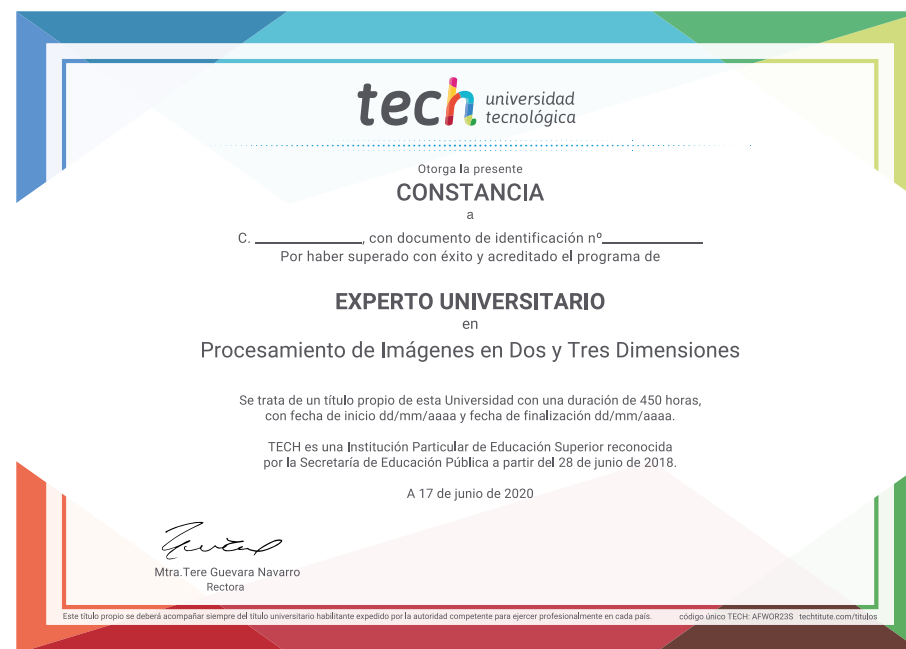 tech universidad
tecnológica
Otorga la presente
CONSTANCIA
a
C. ____________, con documento de identificación nº____________
Por haber superado con éxito y acreditado el programa de
EXPERTO UNIVERSITARIO
en
Procesamiento de Imágenes en Dos y Tres Dimensiones
Se trata de un título propio de esta Universidad con una duración de 450 horas,
con fecha de inicio dd/mm/aaaa y fecha de finalización dd/mm/aaaa.
TECH es una Institución Particular de Educación Superior reconocida
por la Secretaría de Educación Pública a partir del 28 de junio de 2018.
A 17 de junio de 2020
Mtra.Tere Guevara Navarro
Rectora
Este título propio se deberá acompañar siempre del título universitario habilitante expedido por la autoridad competente para ejercer profesionalmente en cada país. código único TECH: AFWOR23S techtitute.com/titulos